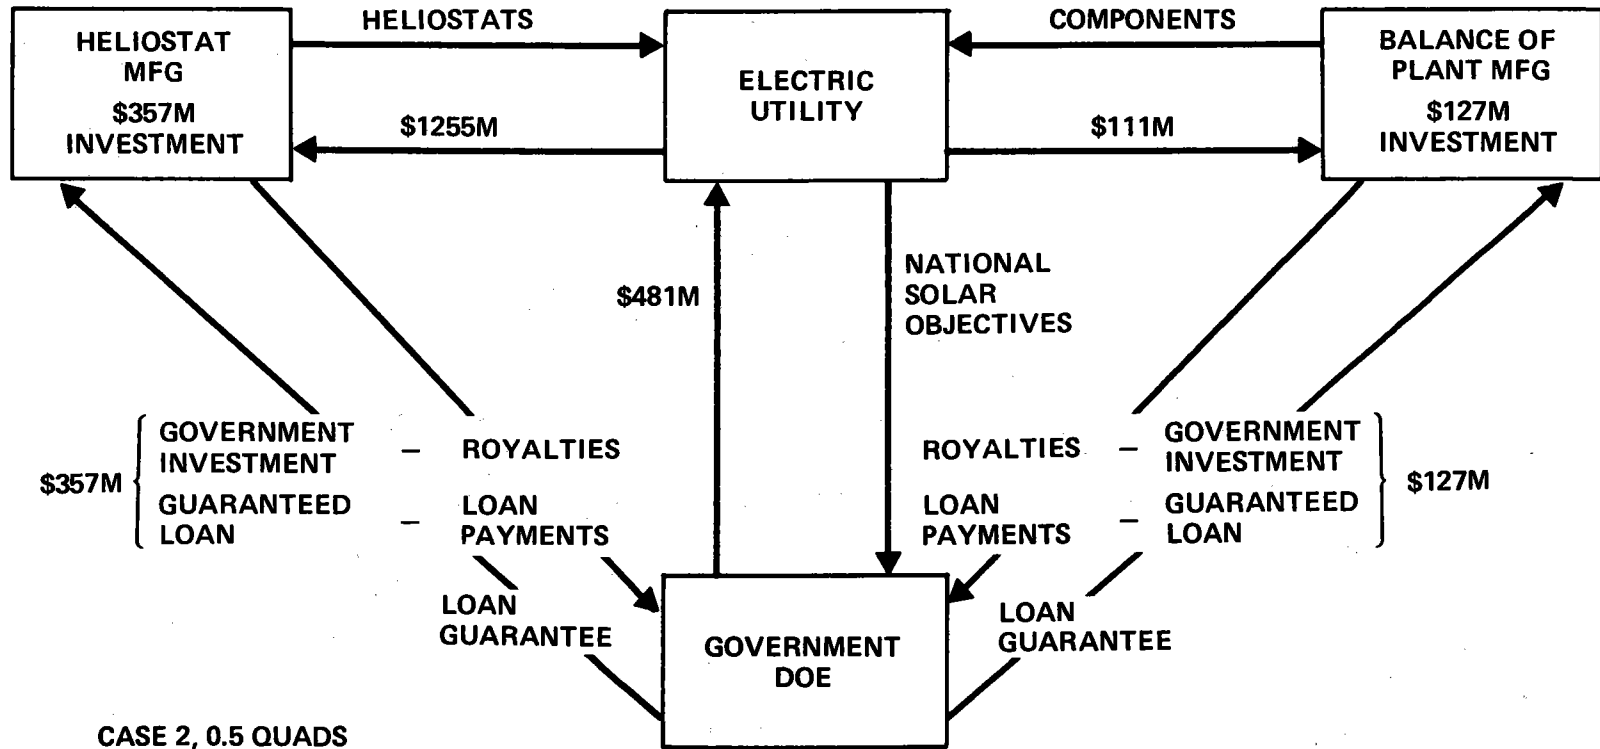 HELIOSTAT
MFG
$357M
INVESTMENT
HELIOSTATS
$1255M
ELECTRIC
UTILITY
COMPONENTS
$111M
BALANCE OF
PLANT MFG
$127M
INVESTMENT
$481M
NATIONAL
SOLAR
OBJECTIVES
$357M
GOVERNMENT
INVESTMENT
– ROYALTIES
GUARANTEED
LOAN
– LOAN
PAYMENTS
LOAN
GUARANTEE
ROYALTIES –
GOVERNMENT
INVESTMENT
LOAN
PAYMENTS –
GUARANTEED
LOAN
$127M
LOAN
GUARANTEE
GOVERNMENT
DOE
CASE 2, 0.5 QUADS